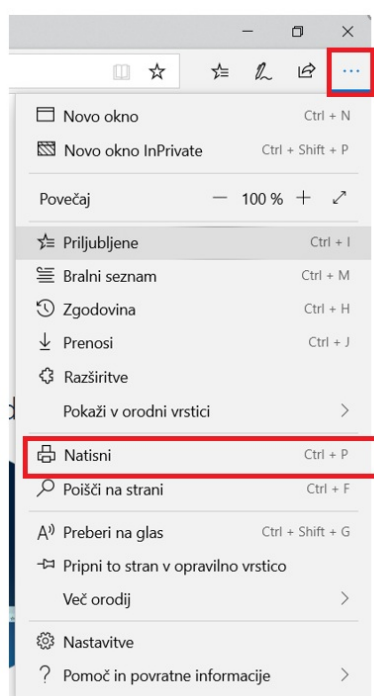 Novo okno Ctrl + N
Novo okno InPrivate Ctrl + Shift + P
Povečaj — 100 % +
Priljubljene Ctrl + I
Bralni seznam Ctrl + M
Zgodovina Ctrl + H
Prenosi Ctrl + J
Razširitve
Pokaži v orodni vrstici
Natisni Ctrl + P
Poišči na strani Ctrl + F
Preberi na glas Ctrl + Shift + G
Pripni to stran v opravilno vrstico
Več orodij
Nastavitve
? Pomoč in povratne informacije